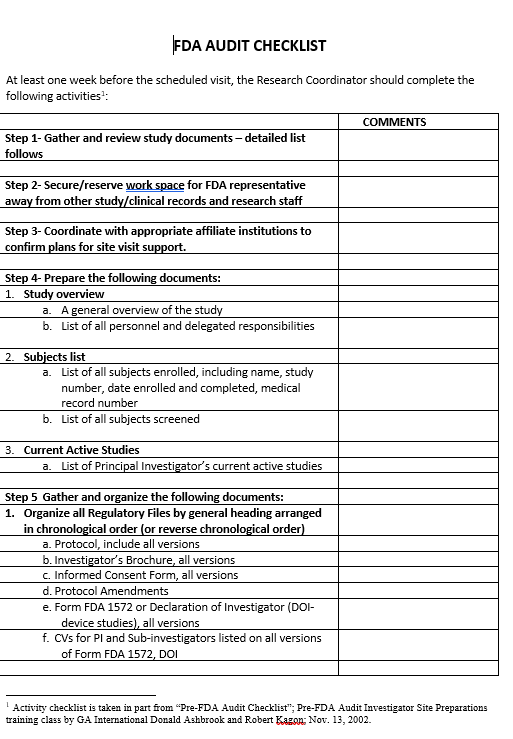 FDA AUDIT CHECKLIST
At least one week before the scheduled visit, the Research Coordinator should complete the
following activities1:
COMMENTS
Step 1- Gather and review study documents – detailed list
follows
Step 2- Secure/reserve work space for FDA representative
away from other study/clinical records and research staff
Step 3- Coordinate with appropriate affiliate institutions to
confirm plans for site visit support.
Step 4- Prepare the following documents:
1. Study overview
a. A general overview of the study
b. List of all personnel and delegated responsibilities
2. Subjects list
a. List of all subjects enrolled, including name, study
number, date enrolled and completed, medical
record number
b. List of all subjects screened
3. Current Active Studies
a. List of Principal Investigator's current active studies
Step 5 Gather and organize the following documents:
1. Organize all Regulatory Files by general heading arranged
in chronological order (or reverse chronological order)
a. Protocol, include all versions
b. Investigator's Brochure, all versions
c. Informed Consent Form, all versions
d. Protocol Amendments
e. Form FDA 1572 or Declaration of Investigator (DOI-
device studies), all versions
f. CVs for PI and Sub-investigators listed on all versions
of Form FDA 1572, DOI
1 Activity checklist is taken in part from "Pre-FDA Audit Checklist"; Pre-FDA Audit Investigator Site Preparations
training class by GA International Donald Ashbrook and Robert Kagon; Nov. 13, 2002.